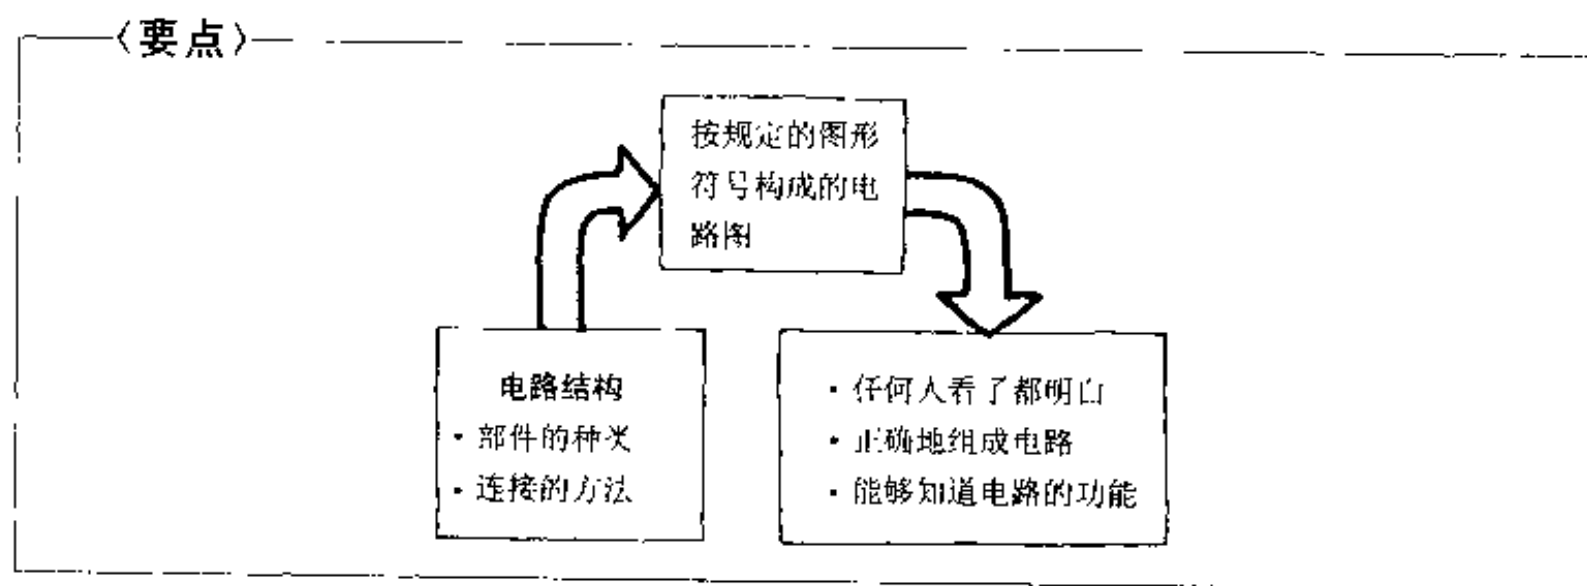 〈要点〉
按规定的图形
符号构成的电
路图
电路结构
· 部件的种类
· 连接的方法
· 任何人看了都明白
· 正确地组成电路
· 能够知道电路的功能